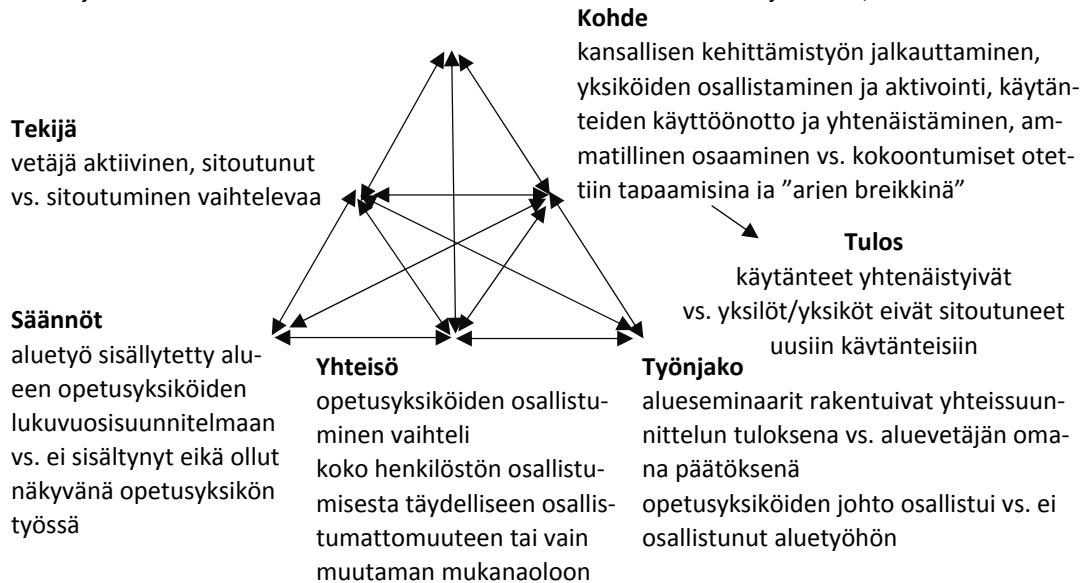 Kohde
kansallisen kehittämistyön jalkauttaminen,
yksiköiden osallistaminen ja aktivointi, käytän-
teiden käyttöönotto ja yhtenäistäminen, am-
matillinen osaaminen vs. kokoontumiset otet-
tiin tapaamisina ja ”arjen breikkinä”
Tekijä
vetäjä aktiivinen, sitoutunut
vs. sitoutuminen vaihtelevaa
Tulos
käytänteet yhtenäistyivät
vs. yksilöt/yksiköt eivät sitoutuneet
uusiin käytänteisiin
Säännöt
aluetyö sisällytetty alu-
een opetusyksiköiden
lukuvuosisuunnitelmaan
vs. ei sisältynyt eikä ollut
näkyvänä opetusyksikön
työssä
Yhteisö
opetusyksiköiden osallistu-
minen vaihteli
koko henkilöstön osallistu-
misesta täydelliseen osallis-
tumattomuuteen tai vain
muutaman mukanaoloon
Työnjako
alueseminaarit rakentuivat yhteissuun-
nittelun tuloksena vs. aluevetäjän oma-
na päätöksenä
opetusyksiköiden johto osallistui vs. ei
osallistunut aluetyöhön